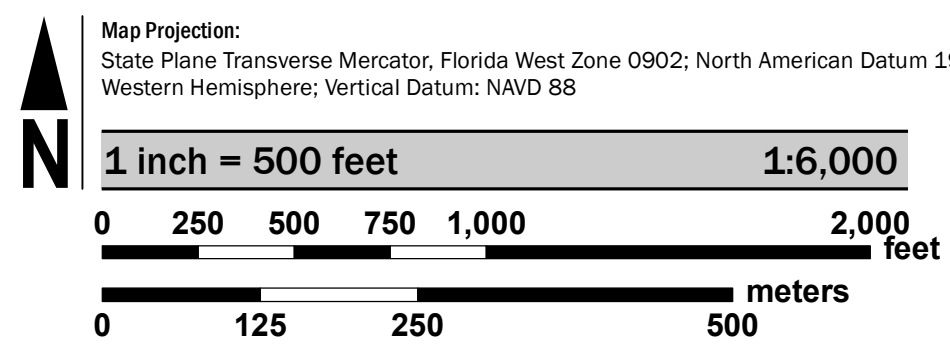 N
Map Projection:
State Plane Transverse Mercator, Florida West Zone 0902; North American Datum
Western Hemisphere; Vertical Datum: NAVD 88
1 inch = 500 feet 1:6,000
0 250 500 750 1,000 2,000
feet
meters
0 125 250 500